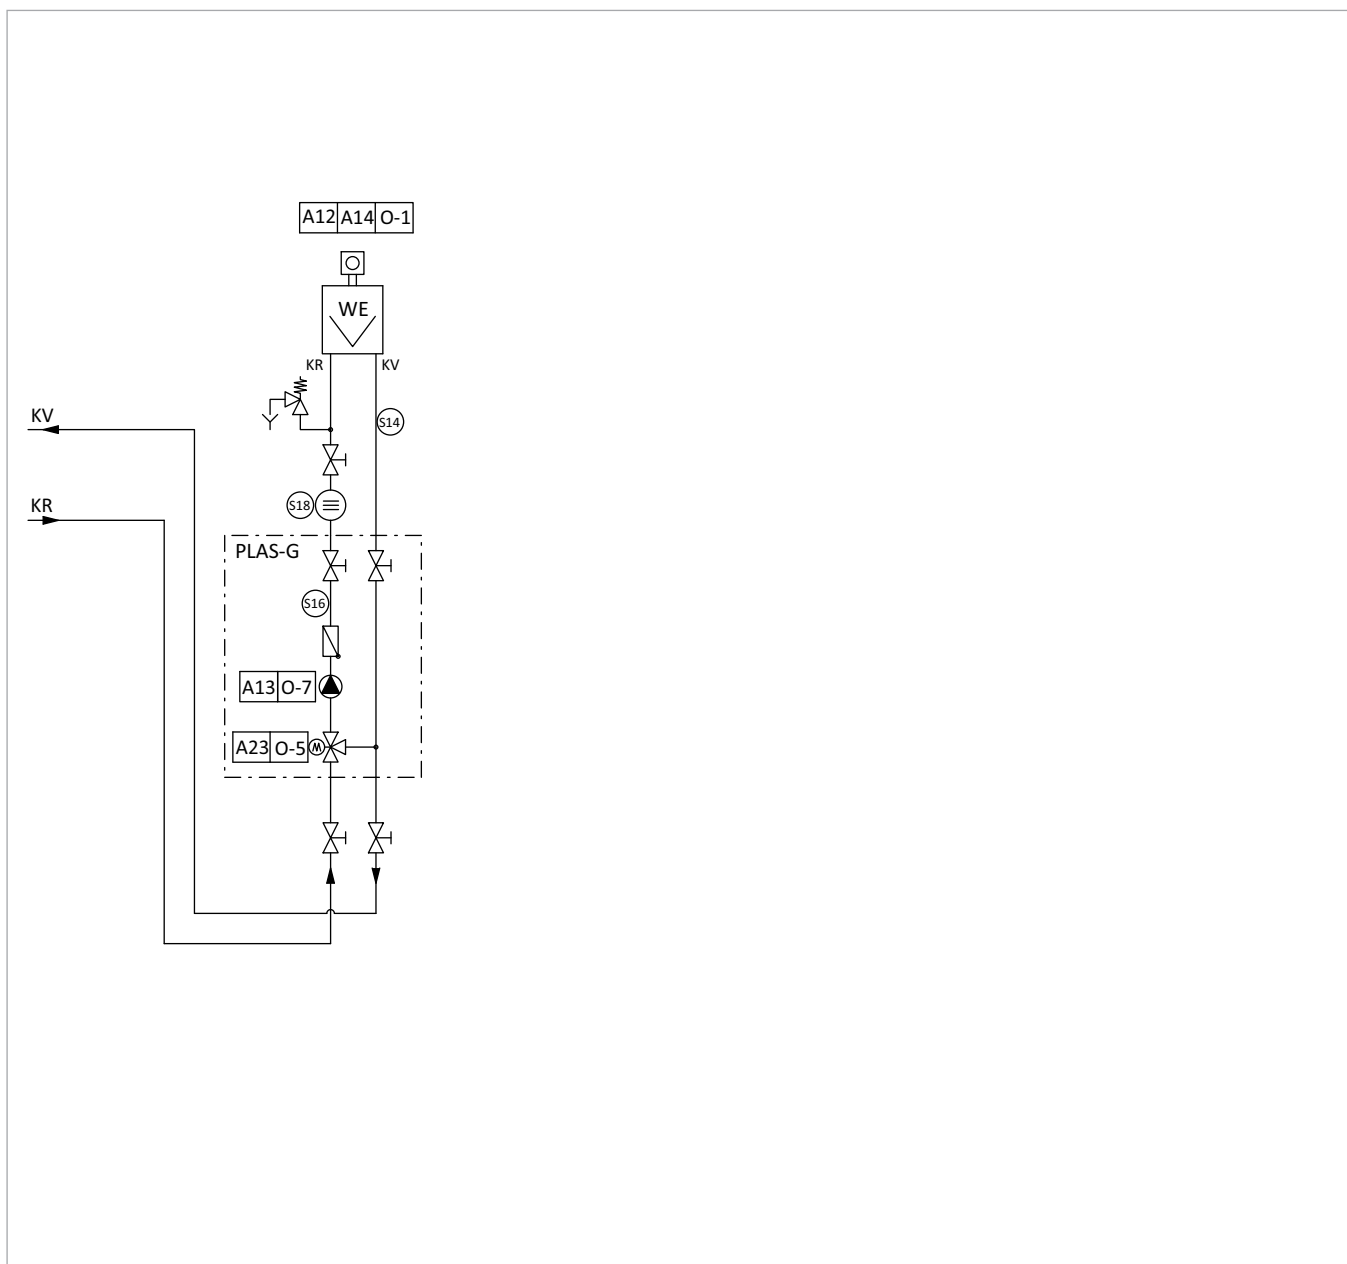 A12 A14 O-1
WE
KR KV
KV
S14
S18
KR
PLAS-G
S16
A13 O-7
A23 O-5 M